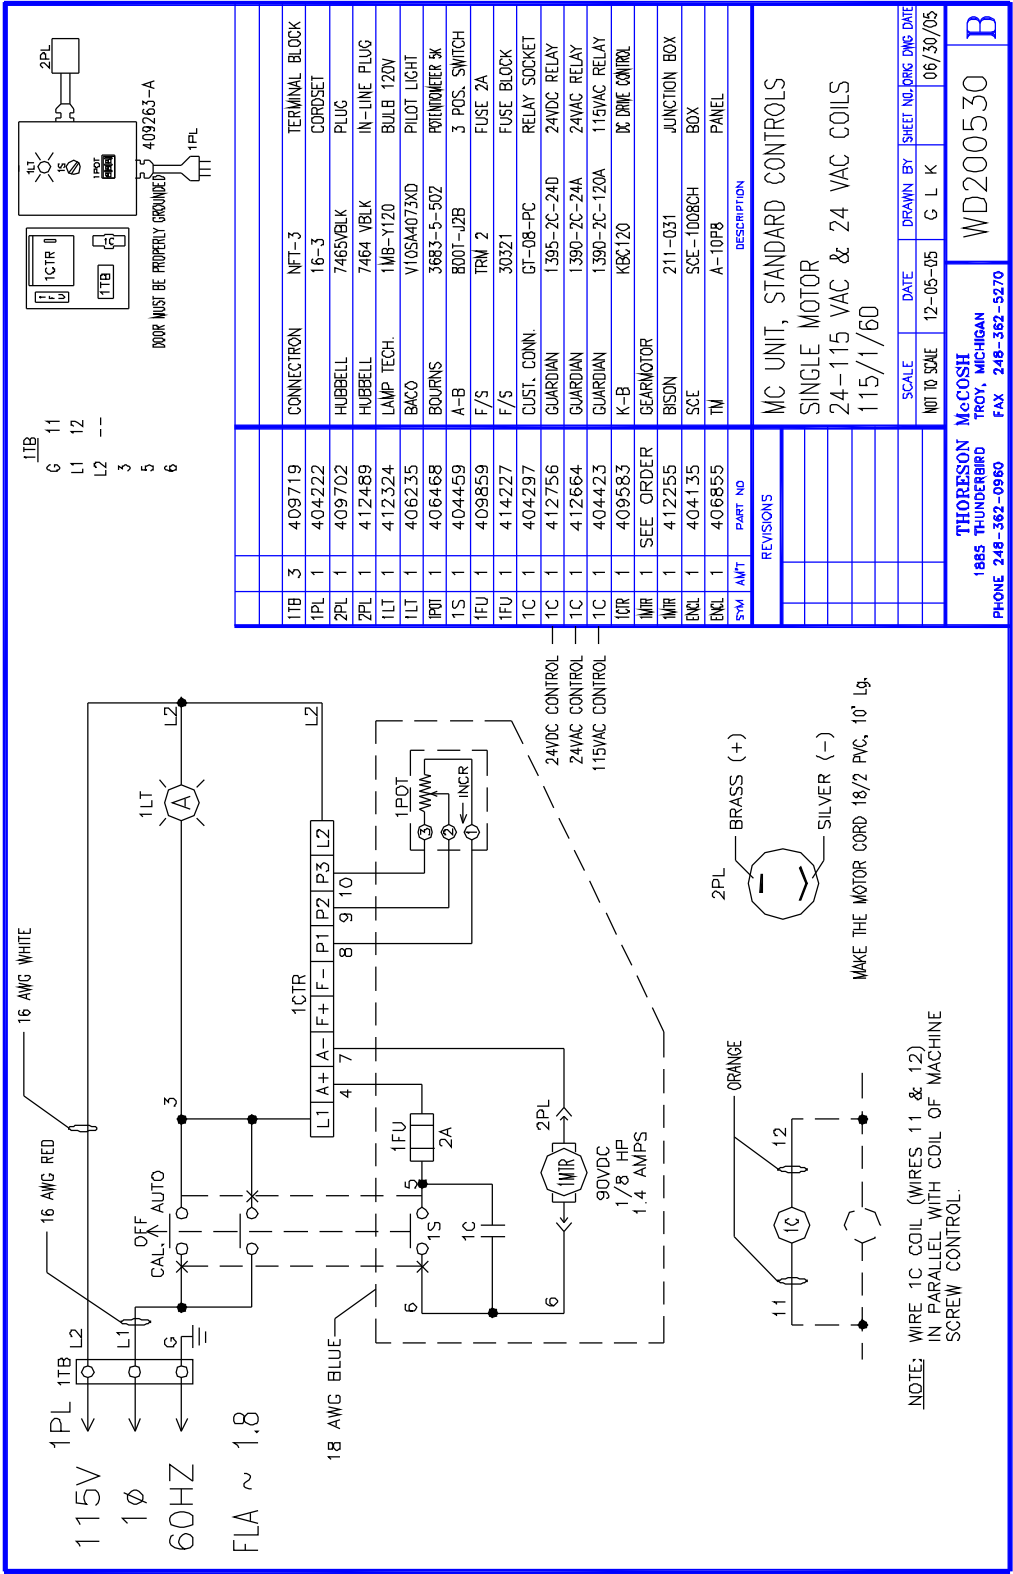 115V
1Ø
60HZ
FLA ~ 1.8
1PL
1TB
L2
L1
G
16 AWG RED
16 AWG WHITE
CAL.
OFF
AUTO
3
1LT
A
L2
L2
1CTR
L1 A+ A- F+ F- P1 P2 P3 L2
4
7
8
9
10
1POT
3
2
1
INCR
1FU
2A
5
1S
1C
6
6
2PL
1MTR
90VDC
1/8 HP
1.4 AMPS
18 AWG BLUE
ORANGE
11
1C
12
2PL
BRASS (+)
SILVER (-)
MAKE THE MOTOR CORD 18/2 PVC, 10' Lg.
NOTE: WIRE 1C COIL (WIRES 11 & 12)
IN PARALLEL WITH COIL OF MACHINE
SCREW CONTROL.
24VDC CONTROL
24VAC CONTROL
115VAC CONTROL
1TB
G 11
L1 12
L2 --
3
5
6
1FU
1CTR
1TB
DOOR MUST BE PROPERLY GROUNDED
1LT
1S
1POT
2PL
409263-A
1PL
1TB 3 409719 CONNECTRON NFT-3 TERMINAL BLOCK
1PL 1 404222 16-3 CORDSET
2PL 1 409702 HUBBELL 7465VBLK PLUG
2PL 1 412489 HUBBELL 7464 VBLK IN-LINE PLUG
1LT 1 412324 LAMP TECH. 1MB-Y120 BULB 120V
1LT 1 406235 BACO V10SA4073XD PILOT LIGHT
1POT 1 406468 BOURNS 3683-5-502 POTENTIOMETER 5K
1S 1 404459 A-B 800T-J2B 3 POS. SWITCH
1FU 1 409859 F/S TRM 2 FUSE 2A
1FU 1 414227 F/S 30321 FUSE BLOCK
1C 1 404297 CUST. CONN. GT-08-PC RELAY SOCKET
1C 1 412756 GUARDIAN 1395-2C-24D 24VDC RELAY
1C 1 412664 GUARDIAN 1390-2C-24A 24VAC RELAY
1C 1 404423 GUARDIAN 1390-2C-120A 115VAC RELAY
1CTR 1 409583 K-B KBC120 DC DRIVE CONTROL
1MTR 1 SEE ORDER GEARMOTOR
1MTR 1 412255 BISON 211-031 JUNCTION BOX
ENCL 1 404135 SCE SCE-1008CH BOX
ENCL 1 406855 TM A-10P8 PANEL
SYM AM'T PART NO DESCRIPTION
REVISIONS
MC UNIT, STANDARD CONTROLS
SINGLE MOTOR
24-115 VAC & 24 VAC COILS
115/1/60
SCALE DATE DRAWN BY SHEET NO. ORG DWG DATE
NOT TO SCALE 12-05-05 G L K 06/30/05
THORESON McCOSH
1885 THUNDERBIRD TROY, MICHIGAN
PHONE 248-362-0960 FAX 248-362-5270
WD200530
B